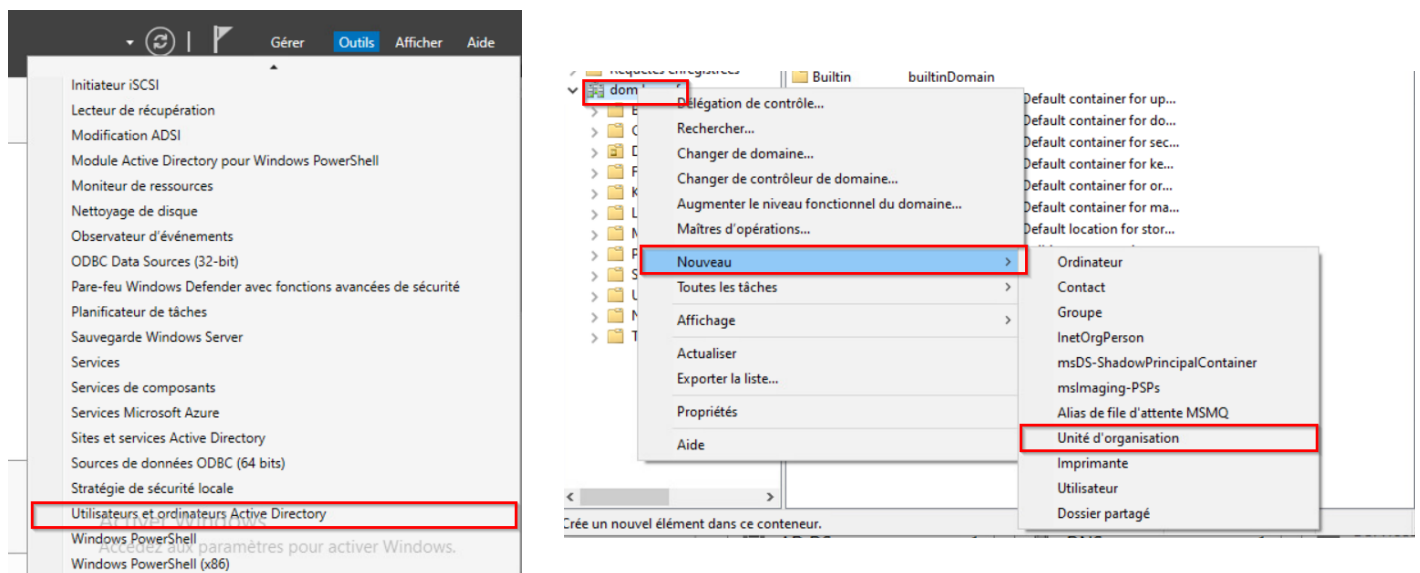 Gérer Outils Afficher Aide
Initiateur iSCSI
Lecteur de récupération
Modification ADSI
Module Active Directory pour Windows PowerShell
Moniteur de ressources
Nettoyage de disque
Observateur d'événements
ODBC Data Sources (32-bit)
Pare-feu Windows Defender avec fonctions avancées de sécurité
Planificateur de tâches
Sauvegarde Windows Server
Services
Services de composants
Services Microsoft Azure
Sites et services Active Directory
Sources de données ODBC (64 bits)
Stratégie de sécurité locale
Utilisateurs et ordinateurs Active Directory
Activer Windows
Windows PowerShell
Accédez aux paramètres pour activer Windows.
Windows PowerShell (x86)
Requêtes enregistrées
Builtin builtinDomain
Délégation de contrôle...
Rechercher...
Changer de domaine...
Changer de contrôleur de domaine...
Augmenter le niveau fonctionnel du domaine...
Maîtres d'opérations...
Nouveau
Toutes les tâches
Affichage
Actualiser
Exporter la liste...
Propriétés
Aide
Default container for up...
Default container for do...
Default container for sec...
Default container for ke...
Default container for or...
Default container for ma...
Default location for stor...
Ordinateur
Contact
Groupe
InetOrgPerson
msDS-ShadowPrincipalContainer
msImaging-PSPs
Alias de file d'attente MSMQ
Unité d'organisation
Imprimante
Utilisateur
Dossier partagé
Crée un nouvel élément dans ce conteneur.